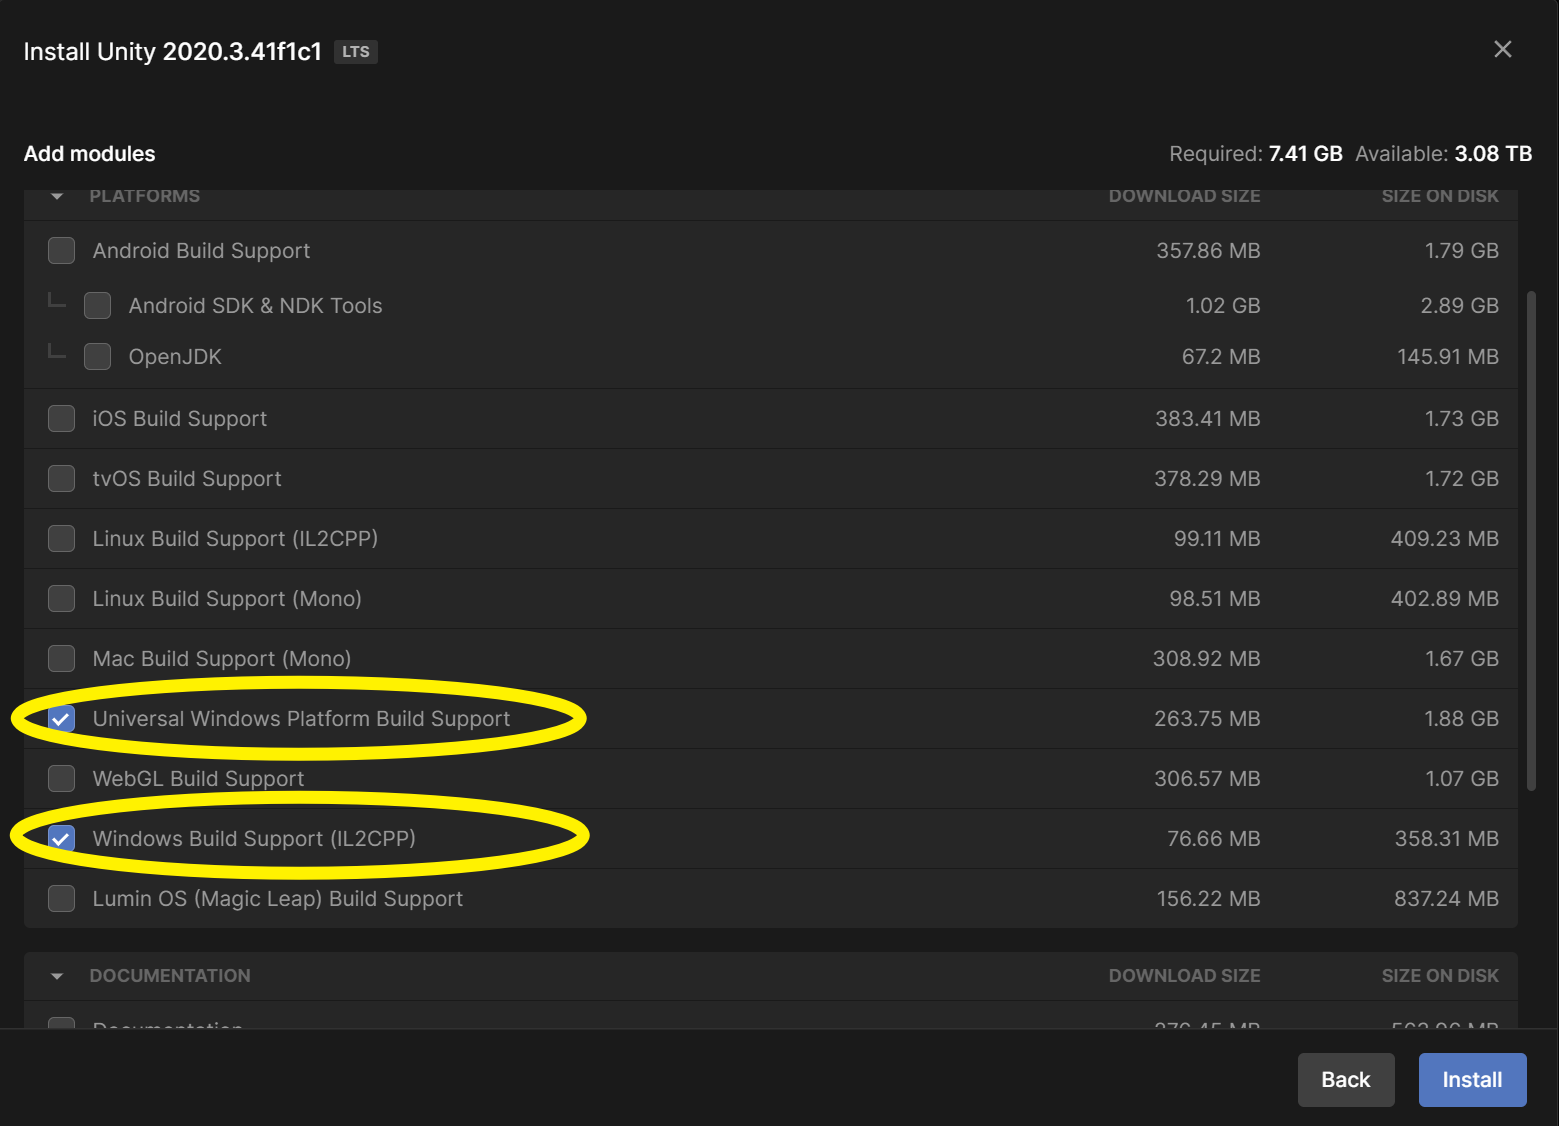 Install Unity 2020.3.41f1c1 LTS
Add modules Required: 7.41 GB Available: 3.08 TB
PLATFORMS DOWNLOAD SIZE SIZE ON DISK
Android Build Support 357.86 MB 1.79 GB
Android SDK & NDK Tools 1.02 GB 2.89 GB
OpenJDK 67.2 MB 145.91 MB
iOS Build Support 383.41 MB 1.73 GB
tvOS Build Support 378.29 MB 1.72 GB
Linux Build Support (IL2CPP) 99.11 MB 409.23 MB
Linux Build Support (Mono) 98.51 MB 402.89 MB
Mac Build Support (Mono) 308.92 MB 1.67 GB
Universal Windows Platform Build Support 263.75 MB 1.88 GB
WebGL Build Support 306.57 MB 1.07 GB
Windows Build Support (IL2CPP) 76.66 MB 358.31 MB
Lumin OS (Magic Leap) Build Support 156.22 MB 837.24 MB
DOCUMENTATION DOWNLOAD SIZE SIZE ON DISK
Documentation MB MB
Back Install